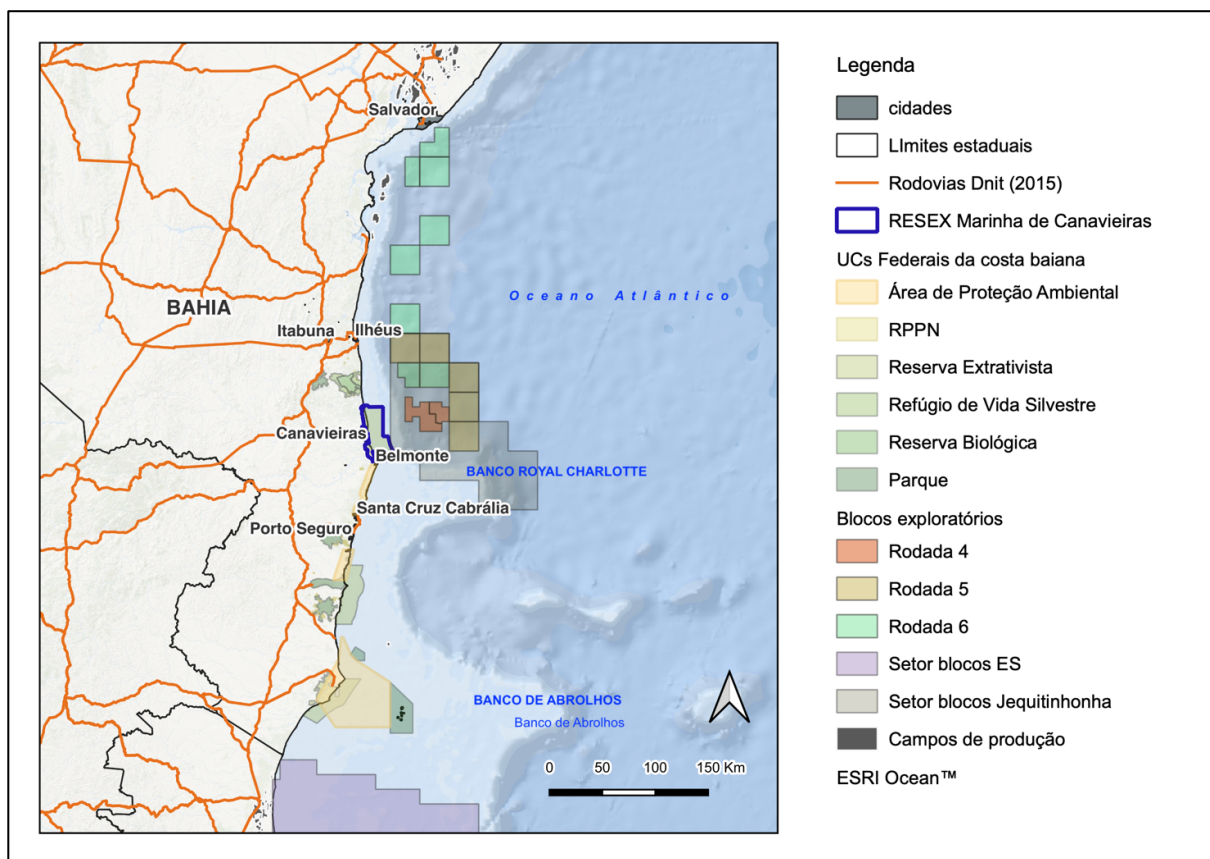 Salvador
BAHIA
Oceano Atlântico
Itabuna
Ilhéus
Canavieiras
Belmonte
BANCO ROYAL CHARLOTTE
Santa Cruz Cabrália
Porto Seguro
BANCO DE ABROLHOS
Banco de Abrolhos
0 50 100 150 Km
Legenda
cidades
LImites estaduais
Rodovias Dnit (2015)
RESEX Marinha de Canavieiras
UCs Federais da costa baiana
Área de Proteção Ambiental
RPPN
Reserva Extrativista
Refúgio de Vida Silvestre
Reserva Biológica
Parque
Blocos exploratórios
Rodada 4
Rodada 5
Rodada 6
Setor blocos ES
Setor blocos Jequitinhonha
Campos de produção
ESRI Ocean™